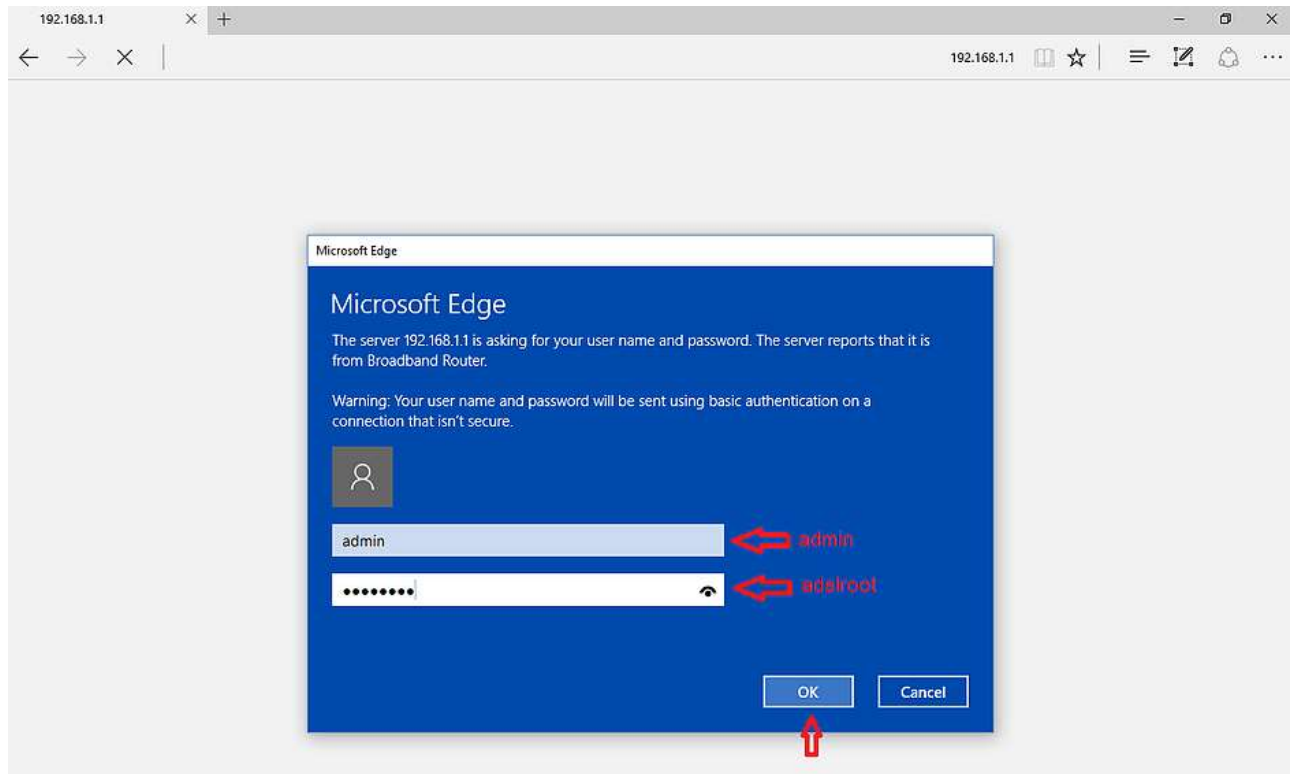 192.168.1.1
192.168.1.1
Microsoft Edge
Microsoft Edge
The server 192.168.1.1 is asking for your user name and password. The server reports that it is
from Broadband Router.
Warning: Your user name and password will be sent using basic authentication on a
connection that isn't secure.
admin admin
adslroot
OK Cancel